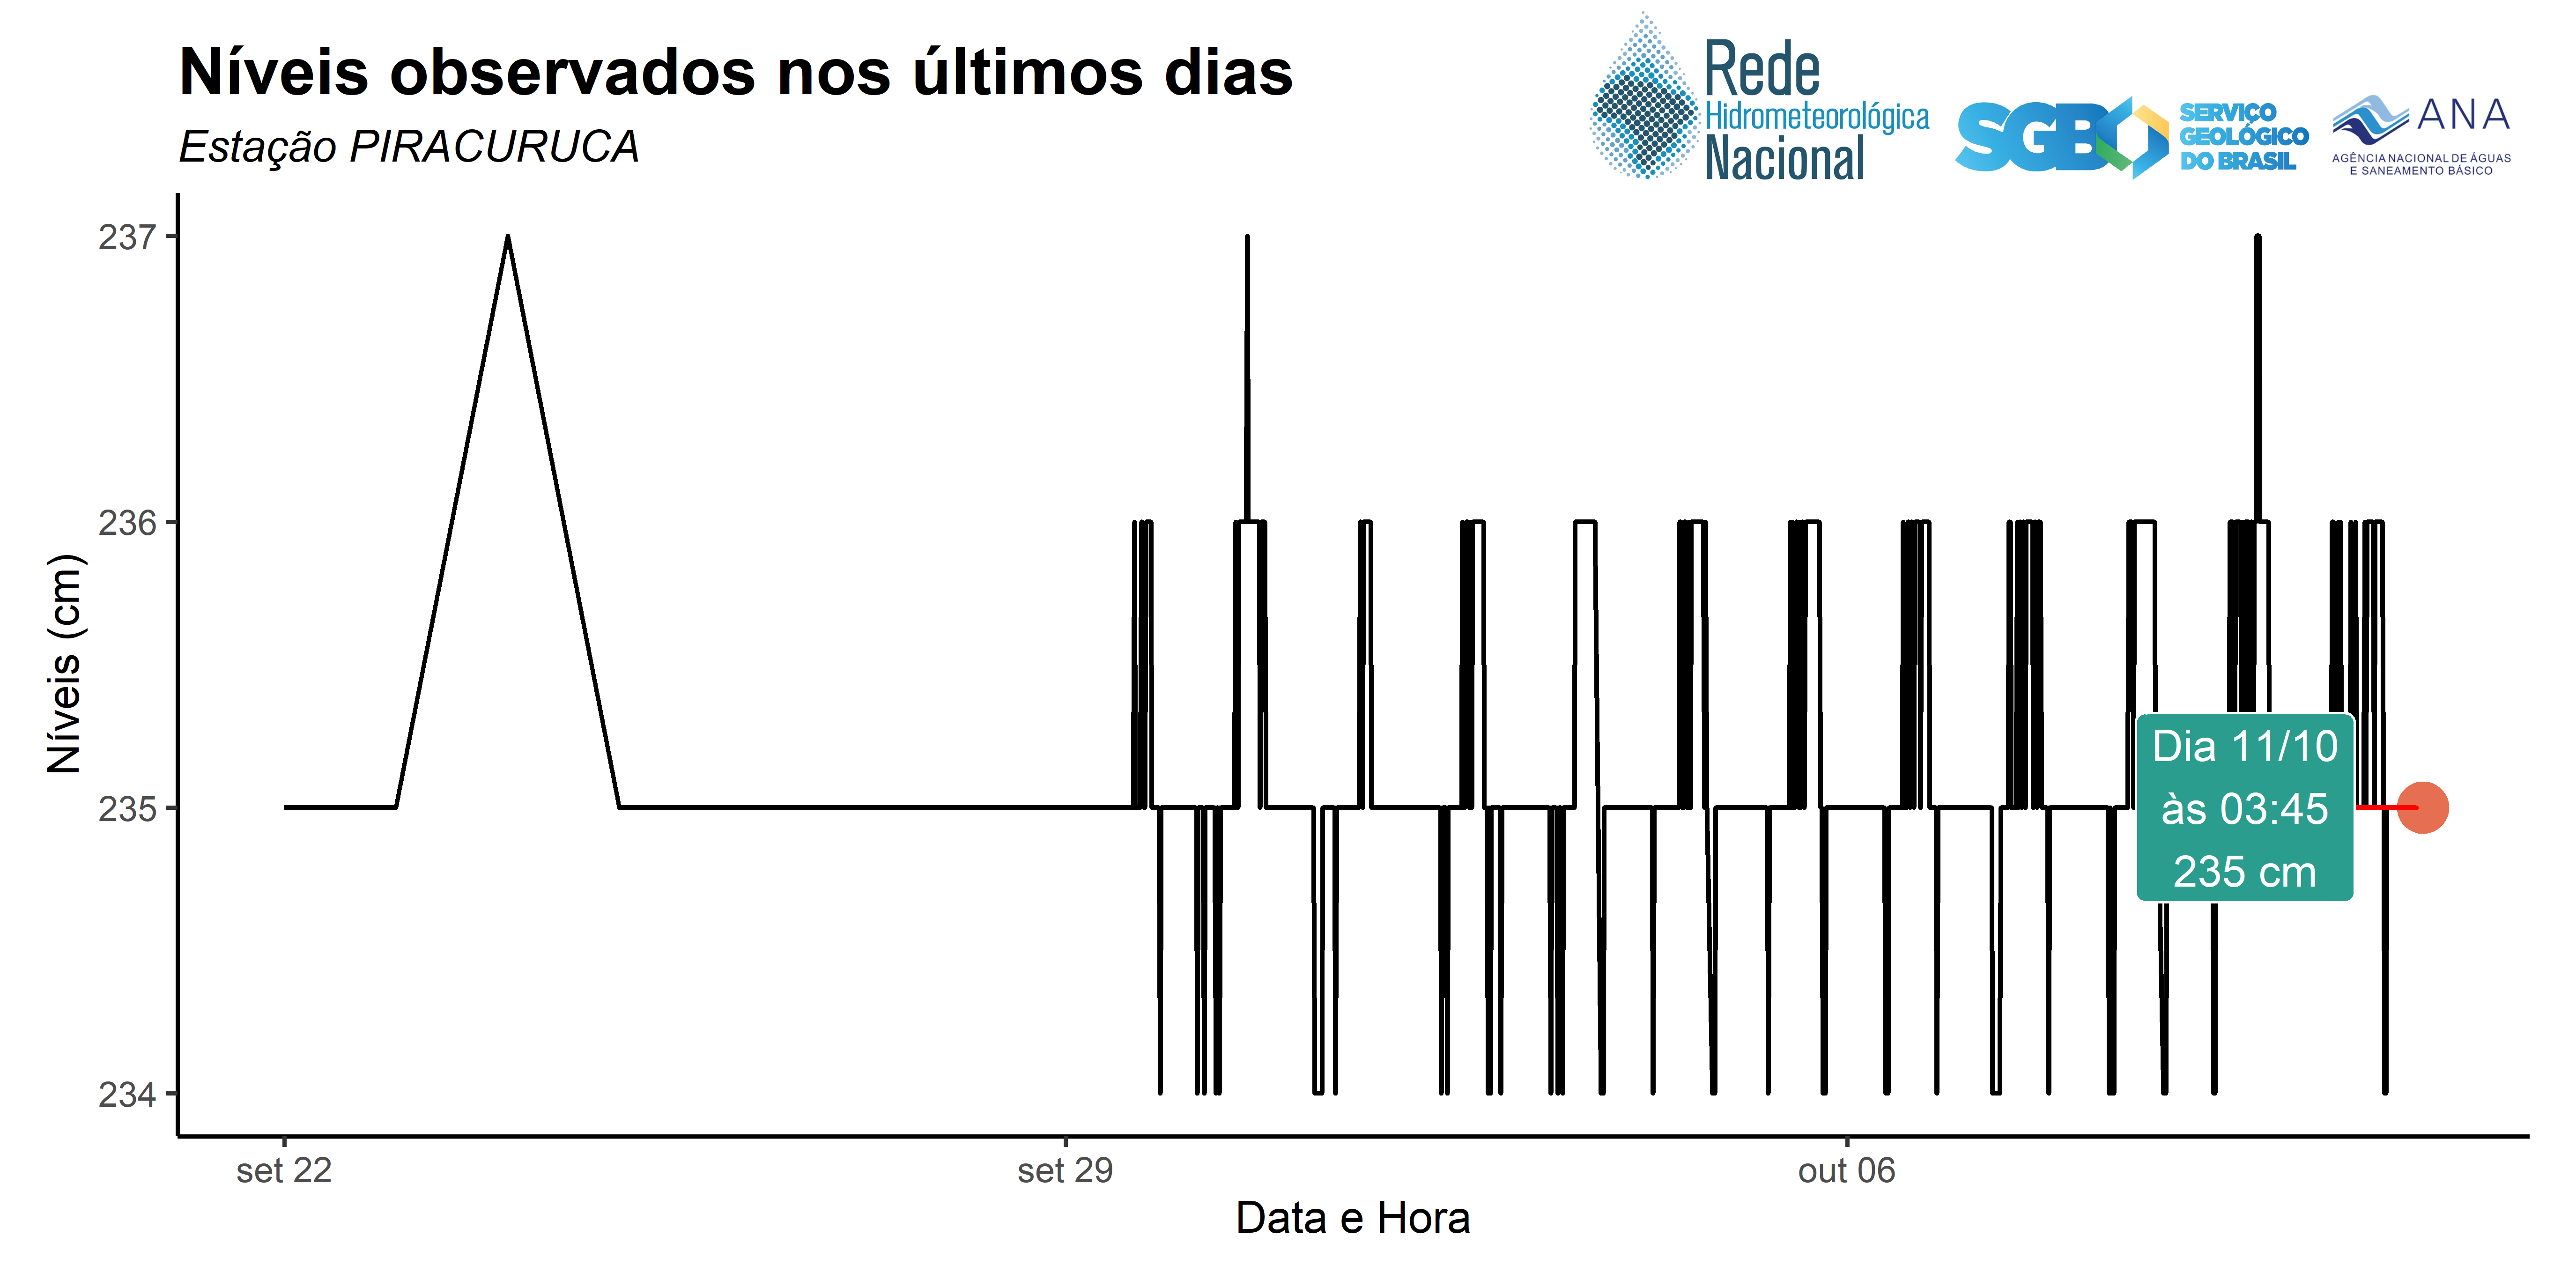 Níveis observados nos últimos dias
Estação PIRACURUCA
Rede
Hidrometeorológica
Nacional
SGB
SERVIÇO
GEOLÓGICO
DO BRASIL
ANA
AGÊNCIA NACIONAL DE ÁGUAS
E SANEAMENTO BÁSICO
Níveis (cm)
237
236
235
234
Dia 11/10
às 03:45
235 cm
set 22
set 29
out 06
Data e Hora